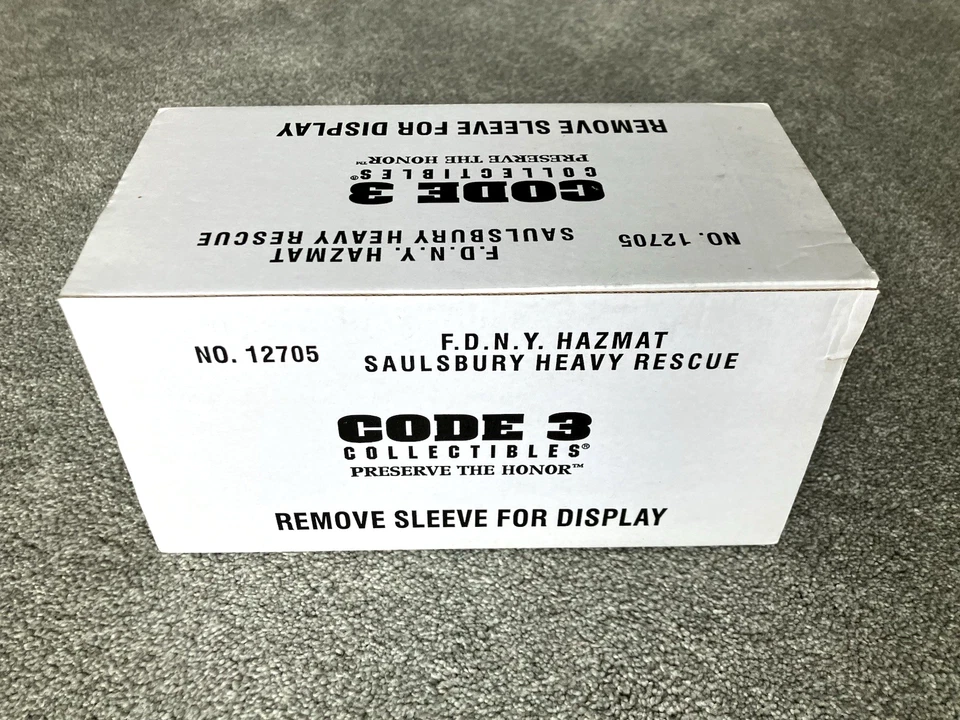 REMOVE SLEEVE FOR DISPLAY
PRESERVE THE HONOR™
COLLECTIBLES®
CODE 3
NO. 12705
SAULSBURY HEAVY RESCUE
F.D.N.Y. HAZMAT
NO. 12705
F.D.N.Y. HAZMAT
SAULSBURY HEAVY RESCUE
CODE 3
COLLECTIBLES®
PRESERVE THE HONOR™
REMOVE SLEEVE FOR DISPLAY